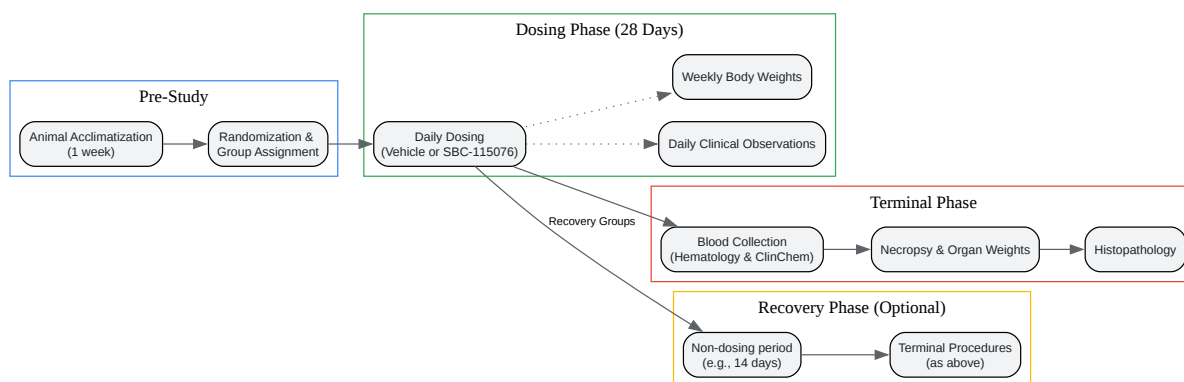 Pre-Study
Animal Acclimatization
(1 week)
Randomization &
Group Assignment
Dosing Phase (28 Days)
Daily Dosing
(Vehicle or SBC-115076)
Weekly Body Weights
Daily Clinical Observations
Recovery Groups
Terminal Phase
Blood Collection
(Hematology & ClinChem)
Necropsy & Organ Weights
Histopathology
Recovery Phase (Optional)
Non-dosing period
(e.g., 14 days)
Terminal Procedures
(as above)